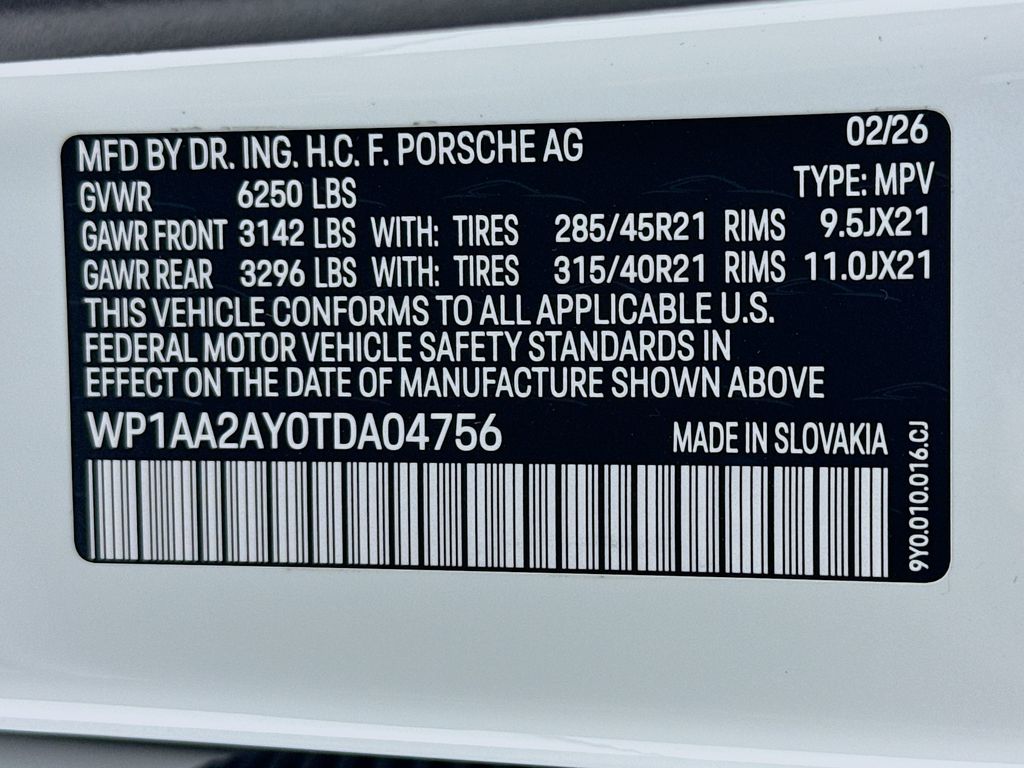 MFD BY DR. ING. H.C. F. PORSCHE AG 02/26
GVWR 6250 LBS TYPE: MPV
GAWR FRONT 3142 LBS WITH: TIRES 285/45R21 RIMS 9.5JX21
GAWR REAR 3296 LBS WITH: TIRES 315/40R21 RIMS 11.0JX21
THIS VEHICLE CONFORMS TO ALL APPLICABLE U.S.
FEDERAL MOTOR VEHICLE SAFETY STANDARDS IN
EFFECT ON THE DATE OF MANUFACTURE SHOWN ABOVE
WP1AA2AY0TDA04756 MADE IN SLOVAKIA
9Y0.010.016.CJ